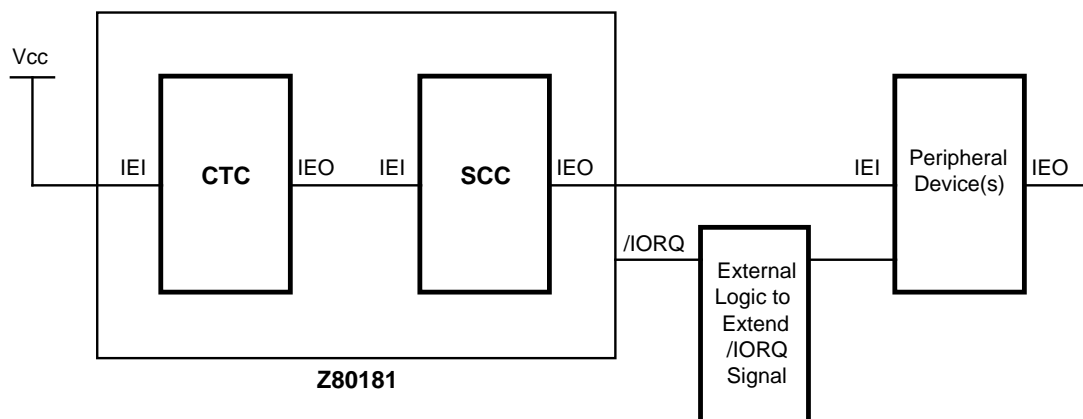 Vcc
IEI
CTC
IEO
IEI
SCC
IEO
IEI
Peripheral
Device(s)
IEO
/IORQ
External
Logic to
Extend
/IORQ
Signal
Z80181